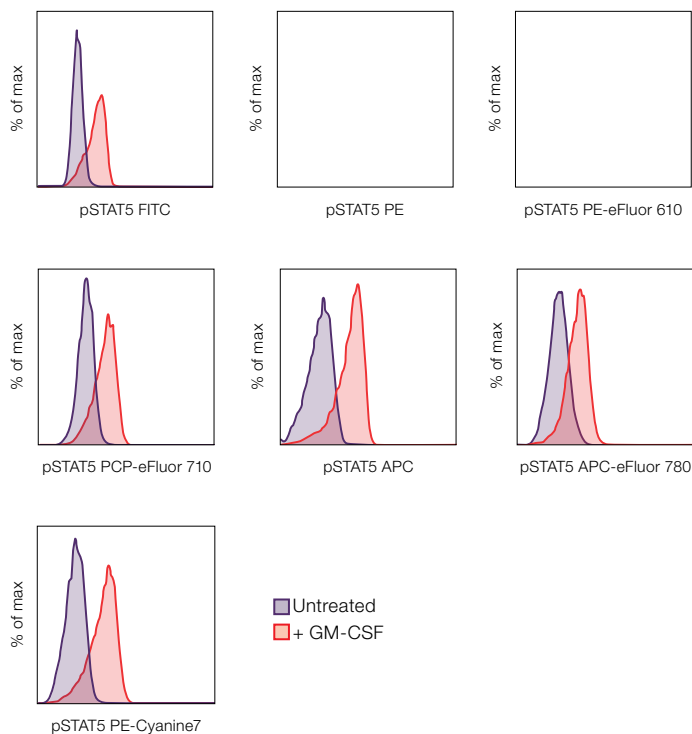 % of max
pSTAT5 FITC
% of max
pSTAT5 PE
% of max
pSTAT5 PE-eFluor 610
% of max
pSTAT5 PCP-eFluor 710
% of max
pSTAT5 APC
% of max
pSTAT5 APC-eFluor 780
% of max
pSTAT5 PE-Cyanine7
Untreated
+ GM-CSF